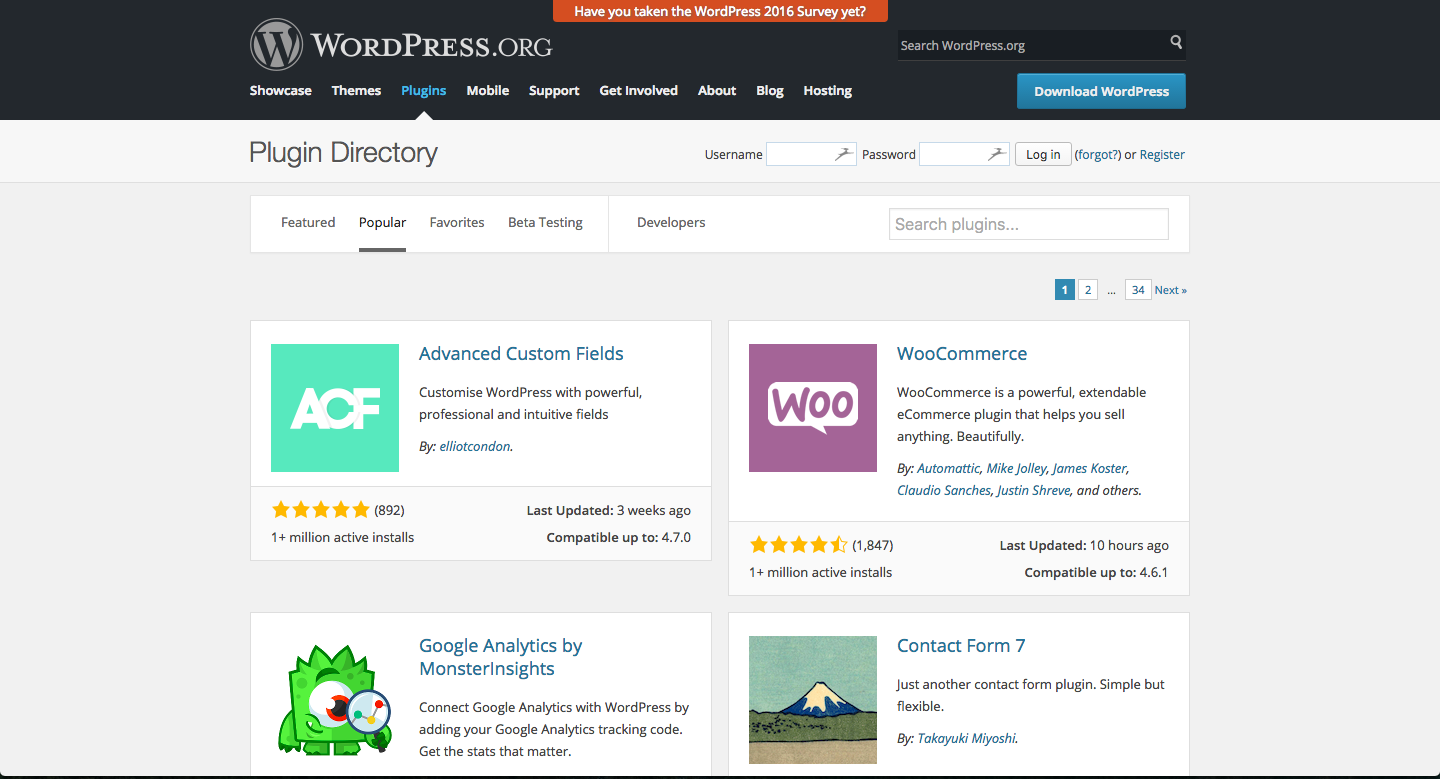 Have you taken the WordPress 2016 Survey yet?
WORDPRESS.ORG
Search WordPress.org
Showcase Themes Plugins Mobile Support Get Involved About Blog Hosting
Download WordPress
Plugin Directory
Username Password Log in (forgot?) or Register
Featured Popular Favorites Beta Testing Developers Search plugins...
1 2 ... 34 Next »
ACF
Advanced Custom Fields
Customise WordPress with powerful,
professional and intuitive fields
By: elliotcondon.
(892)
Last Updated: 3 weeks ago
1+ million active installs
Compatible up to: 4.7.0
WOO
WooCommerce
WooCommerce is a powerful, extendable
eCommerce plugin that helps you sell
anything. Beautifully.
By: Automattic, Mike Jolley, James Koster,
Claudio Sanches, Justin Shreve, and others.
(1,847)
Last Updated: 10 hours ago
1+ million active installs
Compatible up to: 4.6.1
Google Analytics by
MonsterInsights
Connect Google Analytics with WordPress by
adding your Google Analytics tracking code.
Get the stats that matter.
Contact Form 7
Just another contact form plugin. Simple but
flexible.
By: Takayuki Miyoshi.